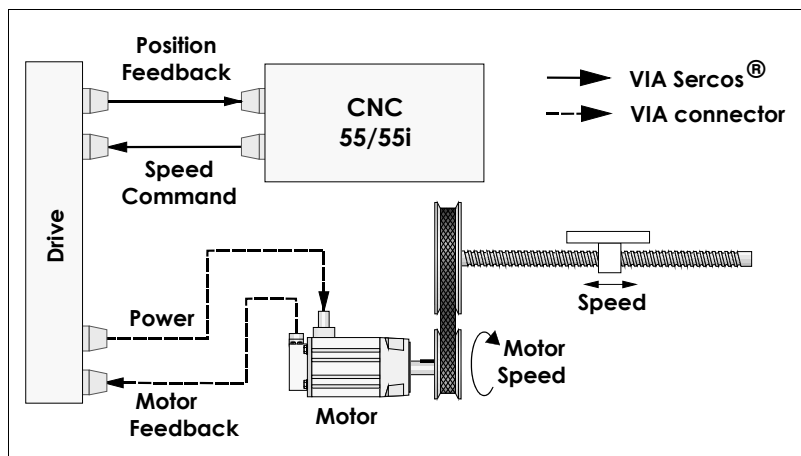 Position
Feedback
CNC
55/55i
VIA Sercos®
VIA connector
Speed
Command
Drive
Power
Speed
Motor
Speed
Motor
Feedback
Motor